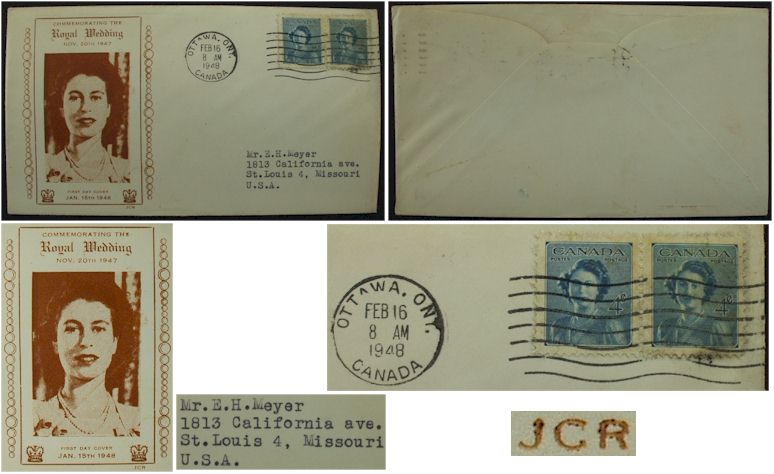 COMMEMORATING THE
Royal Wedding
NOV. 20TH 1947
FIRST DAY COVER
JAN. 15TH 1948
JCR
OTTAWA, ONT.
FEB 16
8 AM
1948
CANADA
Mr.E.H.Meyer
1813 California ave.
St.Louis 4, Missouri
U.S.A.
COMMEMORATING THE
Royal Wedding
NOV. 20TH 1947
FIRST DAY COVER
JAN. 15TH 1948
JCR
OTTAWA, ONT.
FEB 16
8 AM
1948
CANADA
CANADA
POSTES POSTAGE
4¢
CANADA
POSTES POSTAGE
4¢
Mr.E.H.Meyer
1813 California ave.
St.Louis 4, Missouri
U.S.A.
JCR